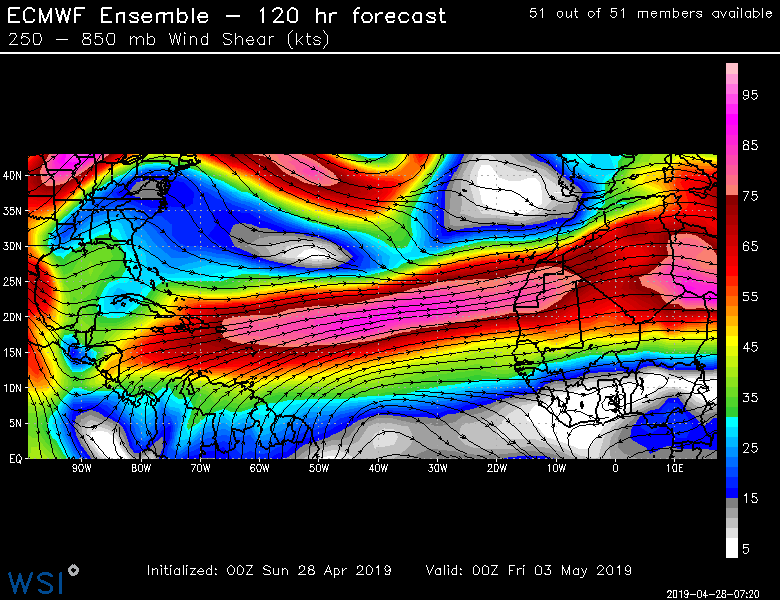 ECMWF Ensemble – 120 hr forecast
51 out of 51 members available
250 – 850 mb Wind Shear (kts)
95
85
75
65
55
45
35
25
15
5
40N
35N
30N
25N
20N
15N
10N
5N
EQ
90W 80W 70W 60W 50W 40W 30W 20W 10W 0 10E
Initialized: 00Z Sun 28 Apr 2019 Valid: 00Z Fri 03 May 2019
WSI
2019-04-28-07:20